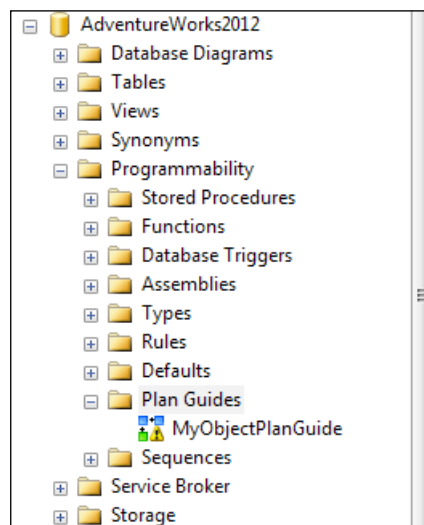 AdventureWorks2012
Database Diagrams
Tables
Views
Synonyms
Programmability
Stored Procedures
Functions
Database Triggers
Assemblies
Types
Rules
Defaults
Plan Guides
MyObjectPlanGuide
Sequences
Service Broker
Storage